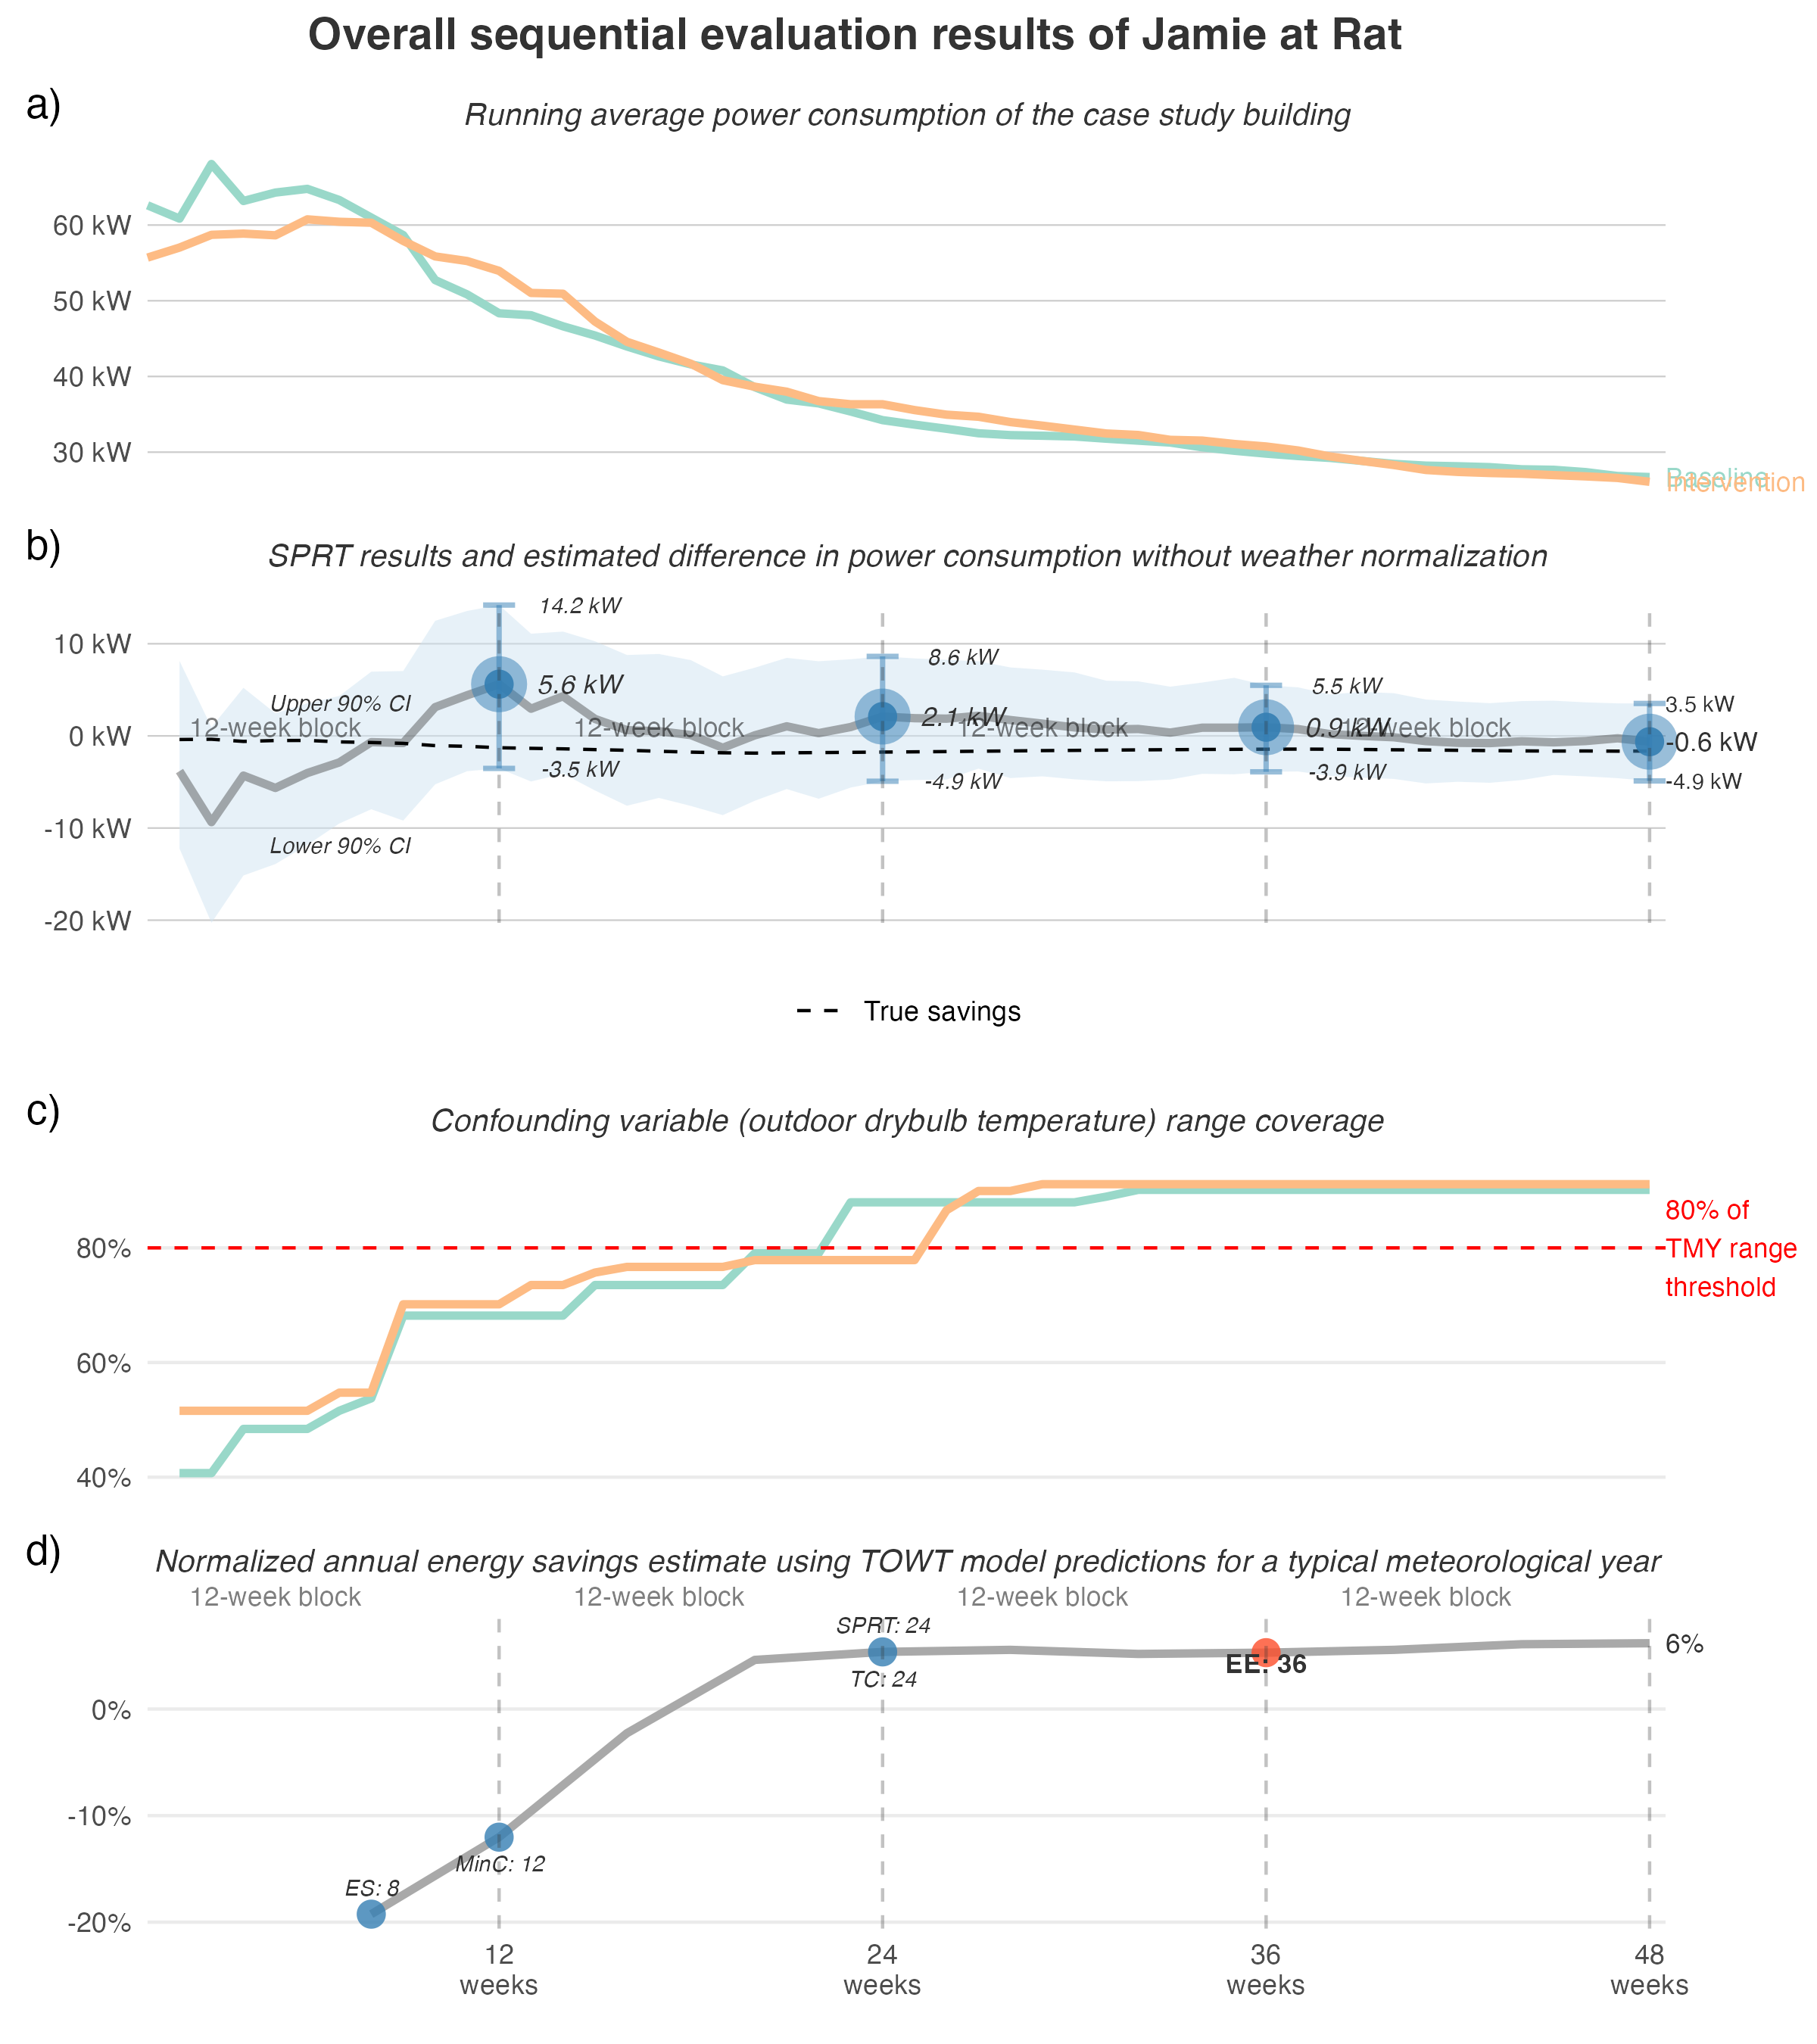 Overall sequential evaluation results of Jamie at Rat
a)
Running average power consumption of the case study building
60 kW
50 kW
40 kW
30 kW
Baseline
Intervention
b)
SPRT results and estimated difference in power consumption without weather normalization
14.2 kW
10 kW
8.6 kW
5.6 kW
5.5 kW
Upper 90% CI
3.5 kW
12-week block
12-week block
2.1 kW
12-week block
0.9 kW
12-week block
0 kW
-0.6 kW
-3.5 kW
-4.9 kW
-3.9 kW
-4.9 kW
-10 kW
Lower 90% CI
-20 kW
True savings
c)
Confounding variable (outdoor drybulb temperature) range coverage
80%
60%
40%
80% of
TMY range
threshold
d)
Normalized annual energy savings estimate using TOWT model predictions for a typical meteorological year
12-week block
12-week block
12-week block
12-week block
SPRT: 24
TC: 24
EE: 36
6%
0%
-10%
MinC: 12
ES: 8
-20%
12
weeks
24
weeks
36
weeks
48
weeks